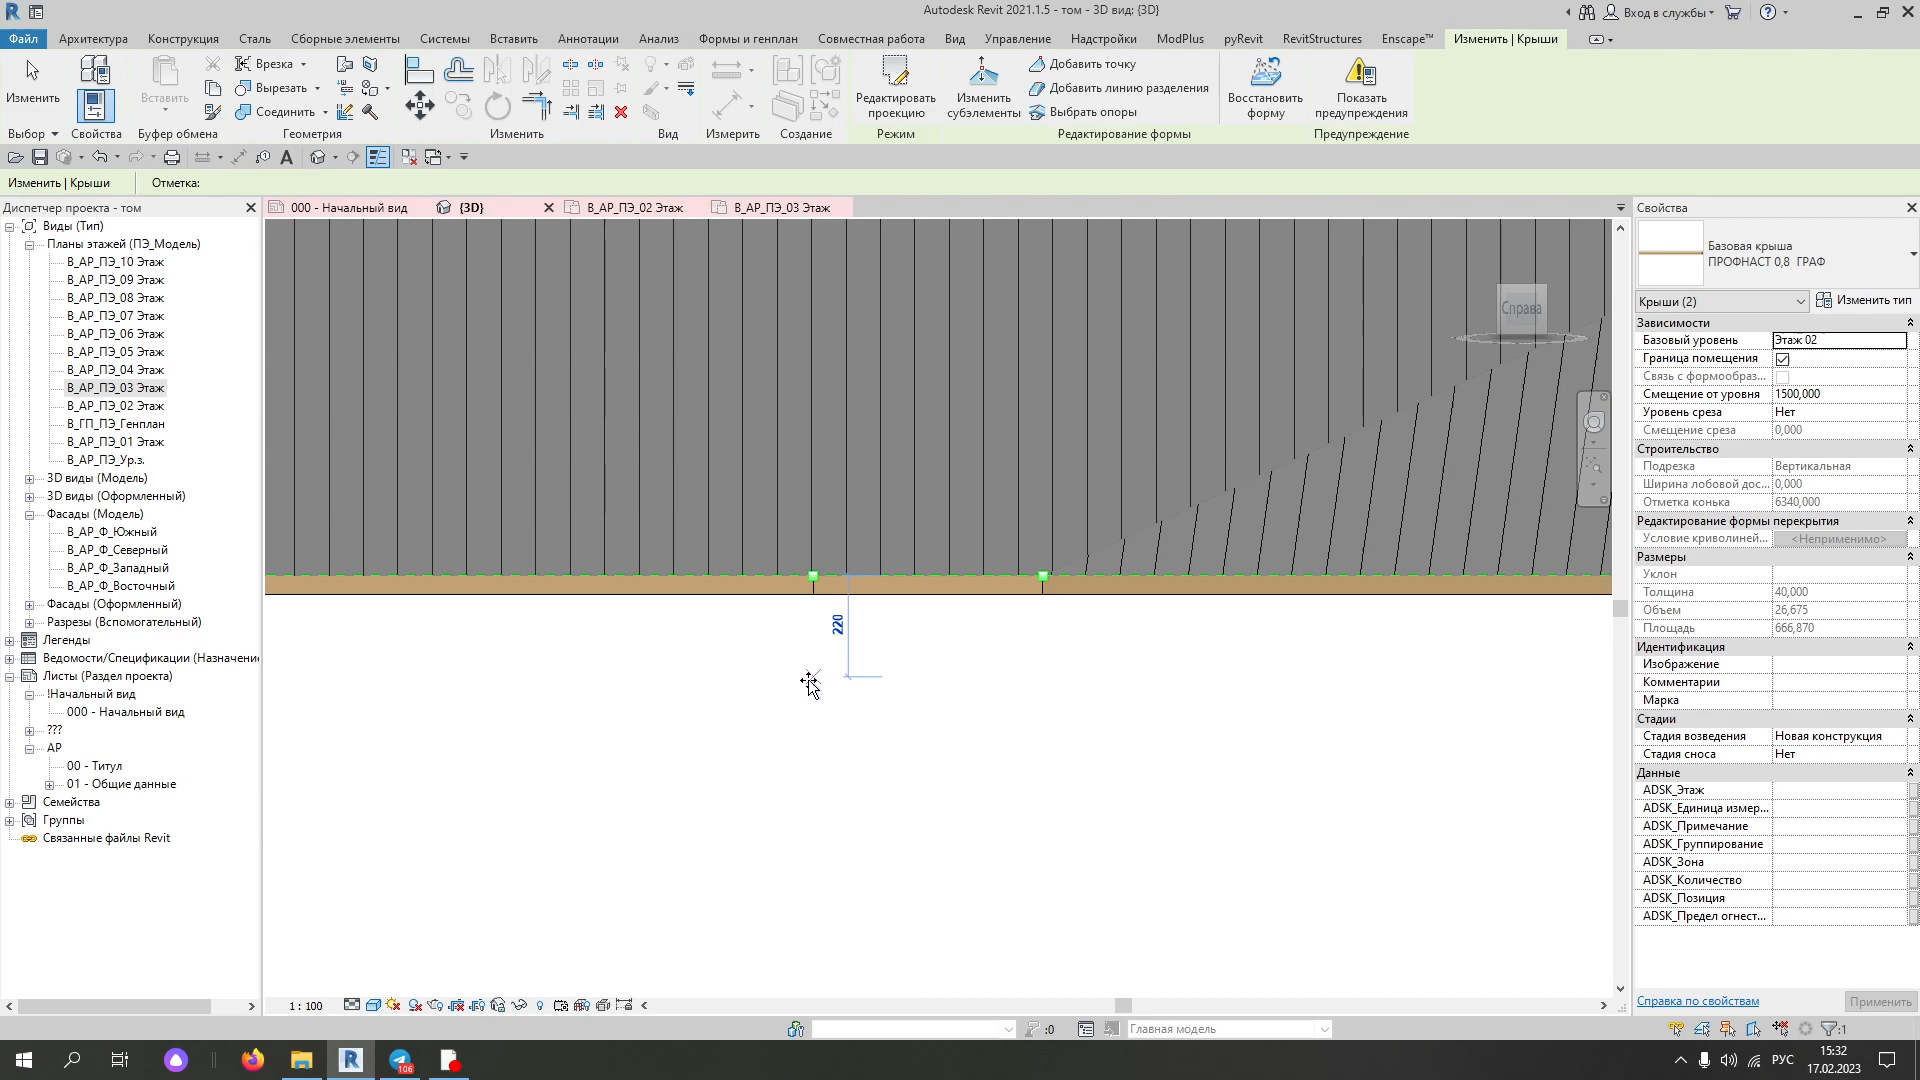 Autodesk Revit 2021.1.5 - том - 3D вид: {3D}
Вход в службы
Файл Архитектура Конструкция Сталь Сборные элементы Системы Вставить Аннотации Анализ Формы и генплан Совместная работа Вид Управление Надстройки ModPlus pyRevit RevitStructures Enscape™ Изменить | Крыши
Изменить
Вставить
Врезка
Вырезать
Соединить
Редактировать проекцию
Изменить субэлементы
Добавить точку
Добавить линию разделения
Выбрать опоры
Восстановить форму
Показать предупреждения
Выбор Свойства Буфер обмена Геометрия Изменить Вид Измерить Создание Режим Редактирование формы Предупреждение
Изменить | Крыши Отметка:
Диспетчер проекта - том
Виды (Тип)
Планы этажей (ПЭ_Модель)
В_АР_ПЭ_10 Этаж
В_АР_ПЭ_09 Этаж
В_АР_ПЭ_08 Этаж
В_АР_ПЭ_07 Этаж
В_АР_ПЭ_06 Этаж
В_АР_ПЭ_05 Этаж
В_АР_ПЭ_04 Этаж
В_АР_ПЭ_03 Этаж
В_АР_ПЭ_02 Этаж
В_ГП_ПЭ_Генплан
В_АР_ПЭ_01 Этаж
В_АР_ПЭ_Ур.з.
3D виды (Модель)
3D виды (Оформленный)
Фасады (Модель)
В_АР_Ф_Южный
В_АР_Ф_Северный
В_АР_Ф_Западный
В_АР_Ф_Восточный
Фасады (Оформленный)
Разрезы (Вспомогательный)
Легенды
Ведомости/Спецификации (Назначени
Листы (Раздел проекта)
!Начальный вид
000 - Начальный вид
???
АР
00 - Титул
01 - Общие данные
Семейства
Группы
Связанные файлы Revit
000 - Начальный вид {3D} В_АР_ПЭ_02 Этаж В_АР_ПЭ_03 Этаж
Справа
220
1 : 100
Свойства
Базовая крыша
ПРОФНАСТ 0,8 ГРАФ
Крыши (2) Изменить тип
Зависимости
Базовый уровень Этаж 02
Граница помещения
Связь с формообраз...
Смещение от уровня 1500,000
Уровень среза Нет
Смещение среза 0,000
Строительство
Подрезка Вертикальная
Ширина лобовой дос... 0,000
Отметка конька 6340,000
Редактирование формы перекрытия
Условие криволиней... <Неприменимо>
Размеры
Уклон
Толщина 40,000
Объем 26,675
Площадь 666,870
Идентификация
Изображение
Комментарии
Марка
Стадии
Стадия возведения Новая конструкция
Стадия сноса Нет
Данные
ADSK_Этаж
ADSK_Единица измер...
ADSK_Примечание
ADSK_Группирование
ADSK_Зона
ADSK_Количество
ADSK_Позиция
ADSK_Предел огнест...
Справка по свойствам Применить
:0 Главная модель :1
106
РУС 15:32
17.02.2023